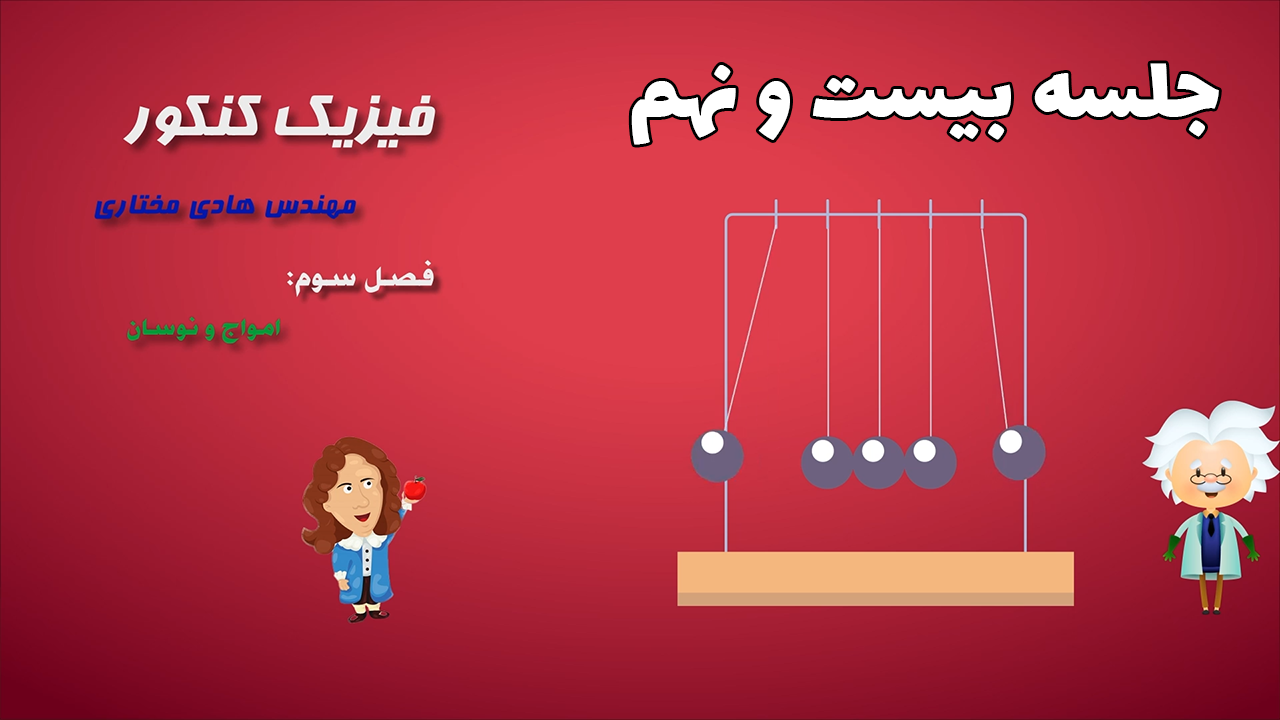 جلسه بیست و نهم
فیزیک کنکور
مهندس هادی مختاری
فصل سوم:
امواج و نوسان